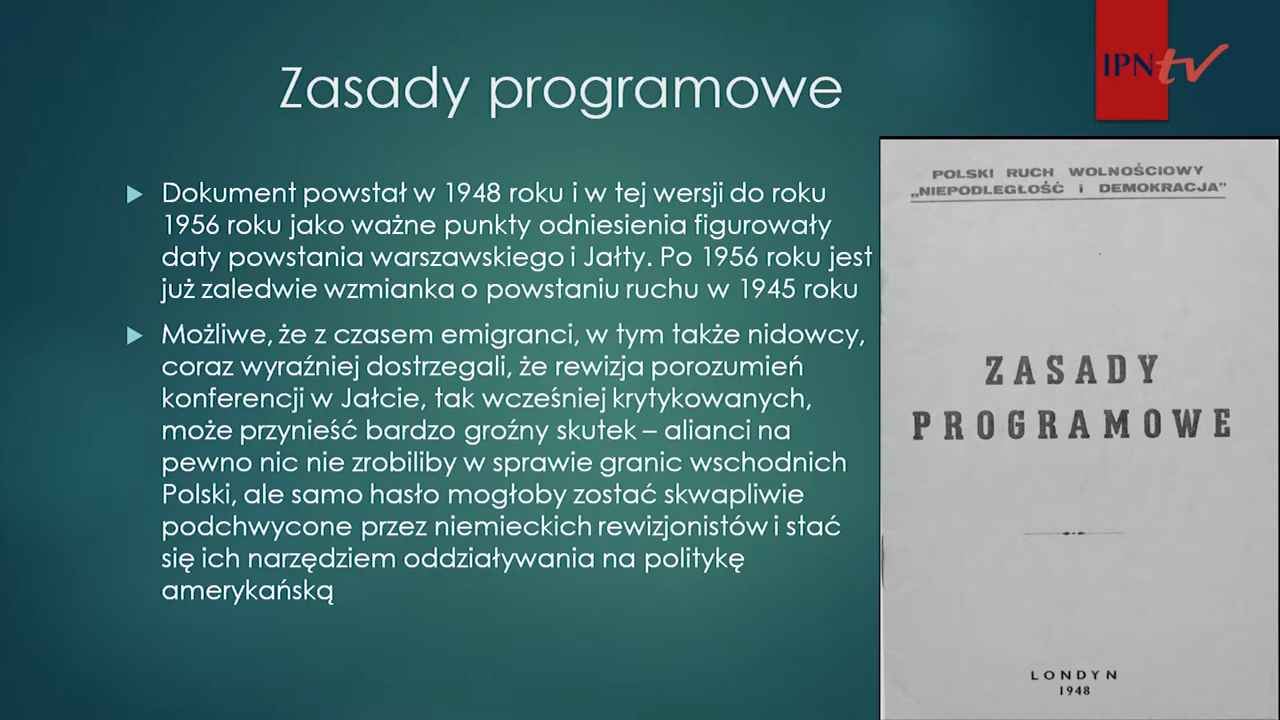 Zasady programowe
IPNtv
Dokument powstał w 1948 roku i w tej wersji do roku
1956 roku jako ważne punkty odniesienia figurowały
daty powstania warszawskiego i Jałty. Po 1956 roku jest
już zaledwie wzmianka o powstaniu ruchu w 1945 roku
Możliwe, że z czasem emigranci, w tym także nidowcy,
coraz wyraźniej dostrzegali, że rewizja porozumień
konferencji w Jałcie, tak wcześniej krytykowanych,
może przynieść bardzo groźny skutek – alianci na
pewno nic nie zrobiliby w sprawie granic wschodnich
Polski, ale samo hasło mogłoby zostać skwapliwie
podchwycone przez niemieckich rewizjonistów i stać
się ich narzędziem oddziaływania na politykę
amerykańską
POLSKI RUCH WOLNOŚCIOWY
„NIEPODLEGŁOŚĆ i DEMOKRACJA”
ZASADY
PROGRAMOWE
LONDYN
1948